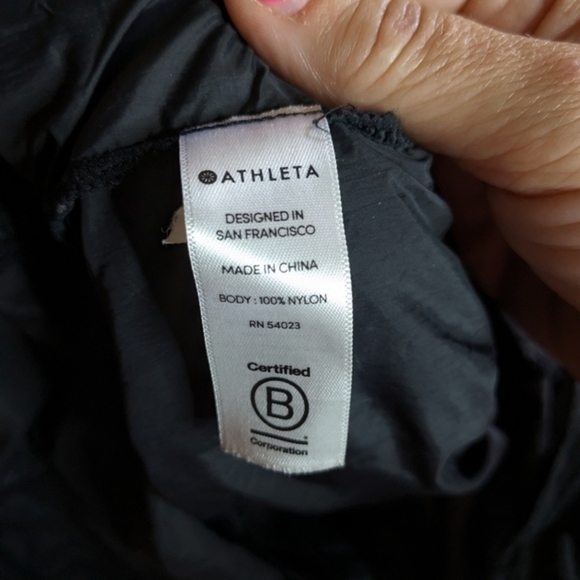 ATHLETA
DESIGNED IN
SAN FRANCISCO
MADE IN CHINA
BODY : 100% NYLON
RN 54023
Certified
B
Corporation